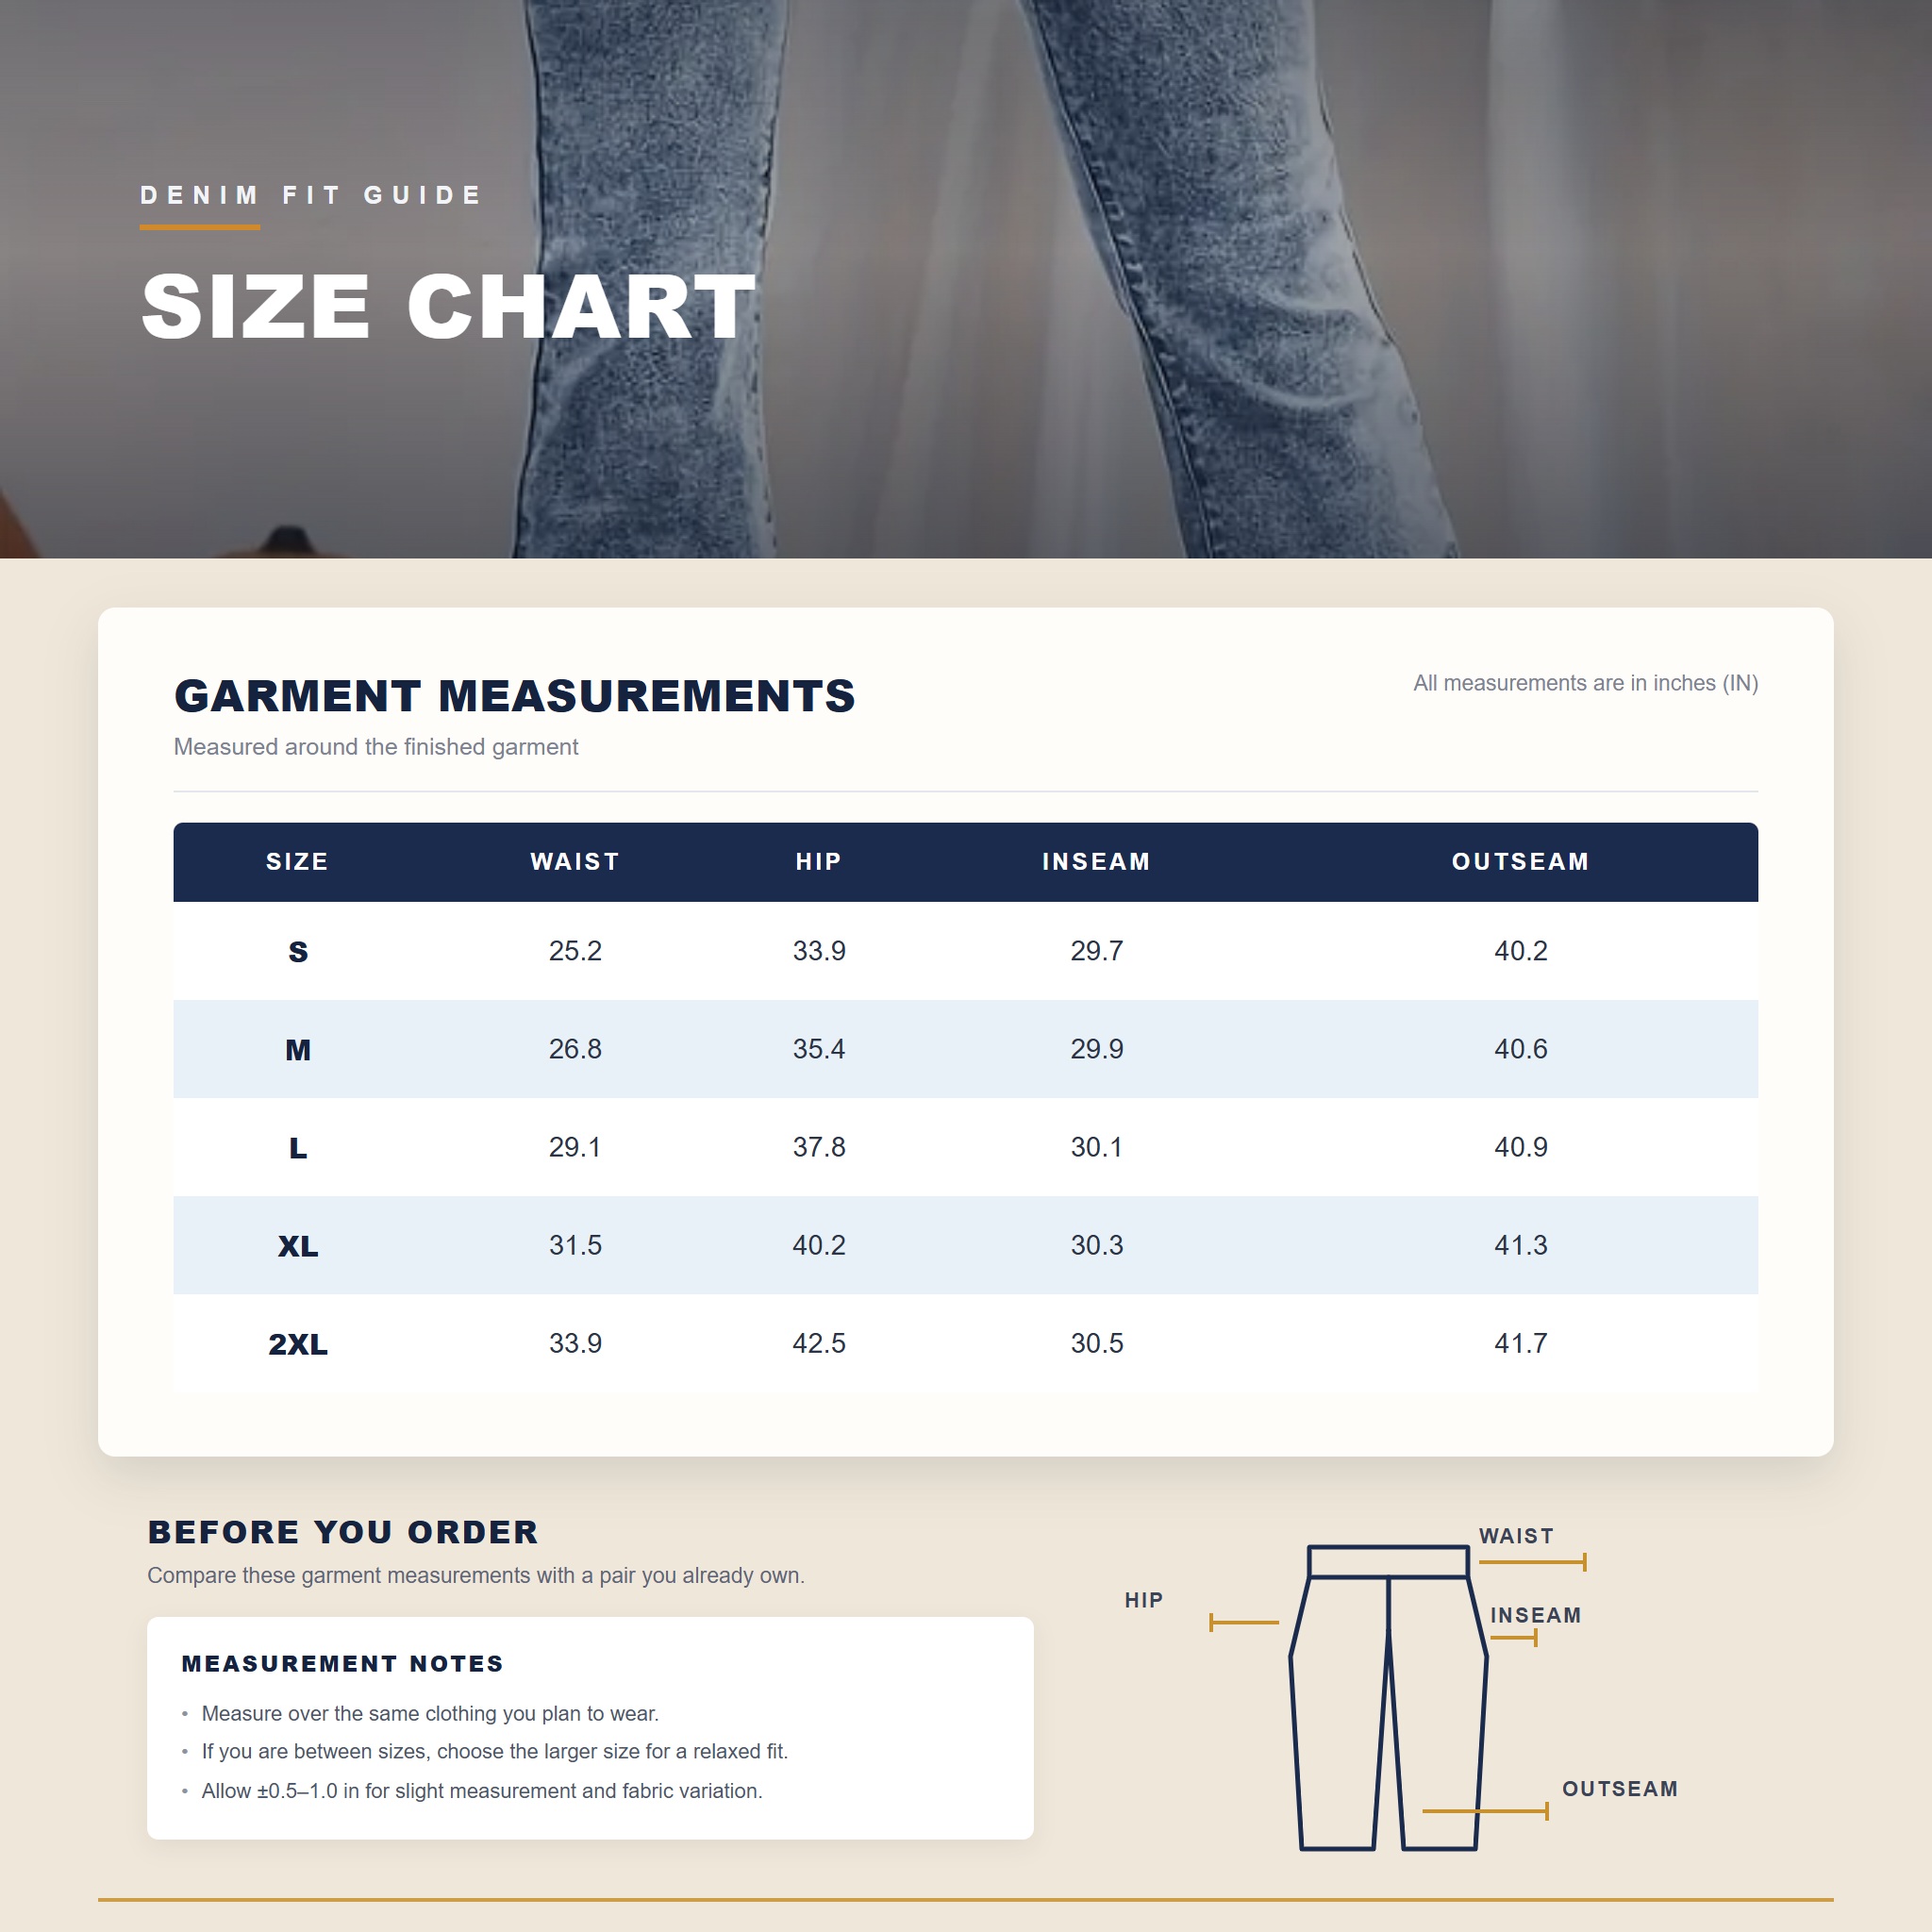 DENIM FIT GUIDE
SIZE CHART
GARMENT MEASUREMENTS
All measurements are in inches (IN)
Measured around the finished garment
SIZE WAIST HIP INSEAM OUTSEAM
S 25.2 33.9 29.7 40.2
M 26.8 35.4 29.9 40.6
L 29.1 37.8 30.1 40.9
XL 31.5 40.2 30.3 41.3
2XL 33.9 42.5 30.5 41.7
BEFORE YOU ORDER
Compare these garment measurements with a pair you already own.
MEASUREMENT NOTES
• Measure over the same clothing you plan to wear.
• If you are between sizes, choose the larger size for a relaxed fit.
• Allow ±0.5–1.0 in for slight measurement and fabric variation.
WAIST
HIP
INSEAM
OUTSEAM